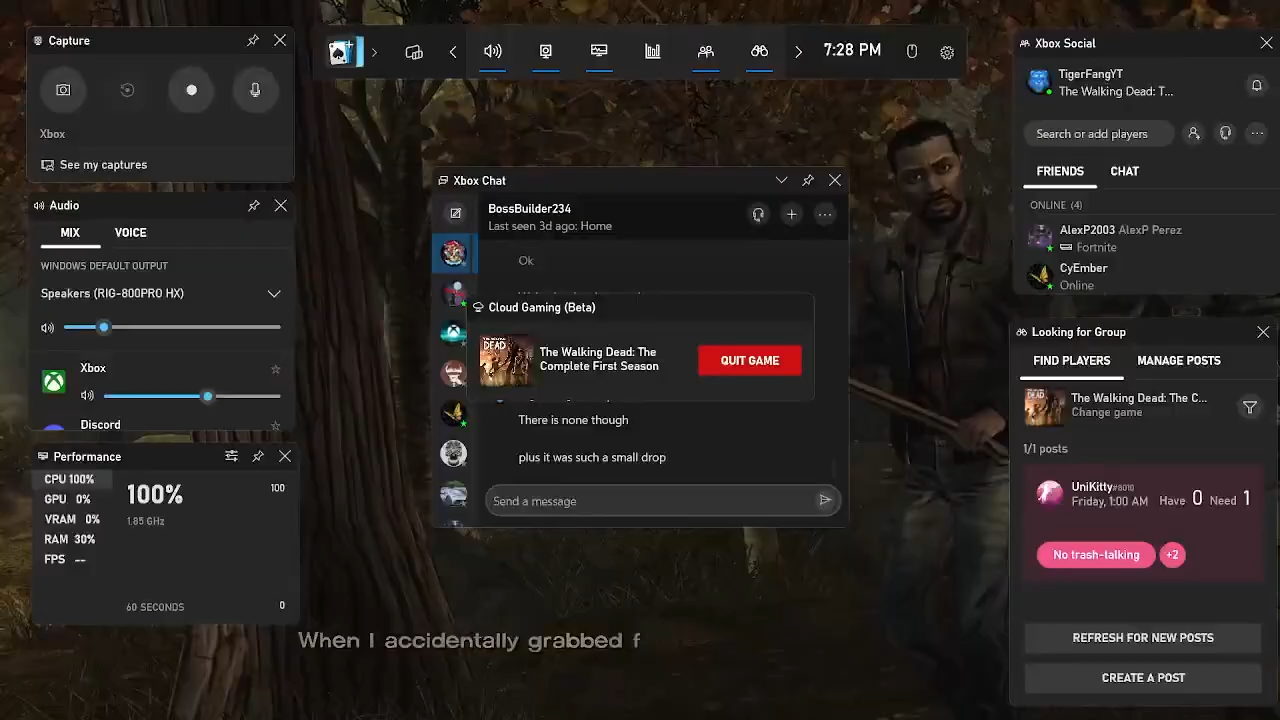 Capture
Xbox
See my captures
7:28 PM
Xbox Social
TigerFangYT
The Walking Dead: T...
Search or add players
FRIENDS
CHAT
ONLINE (4)
AlexP2003 AlexP Perez
Fortnite
CyEmber
Online
Audio
MIX
VOICE
WINDOWS DEFAULT OUTPUT
Speakers (RIG-800PRO HX)
Xbox
Discord
Xbox Chat
BossBuilder234
Last seen 3d ago: Home
Ok
Cloud Gaming (Beta)
The Walking Dead: The
Complete First Season
QUIT GAME
There is none though
plus it was such a small drop
Send a message
Looking for Group
FIND PLAYERS
MANAGE POSTS
The Walking Dead: The C...
Change game
1/1 posts
UniKitty#8010
Friday, 1:00 AM Have 0 Need 1
No trash-talking +2
REFRESH FOR NEW POSTS
CREATE A POST
Performance
CPU 100%
GPU 0%
VRAM 0%
RAM 30%
FPS --
100%
1.85 GHz
100
60 SECONDS
0
When I accidentally grabbed f